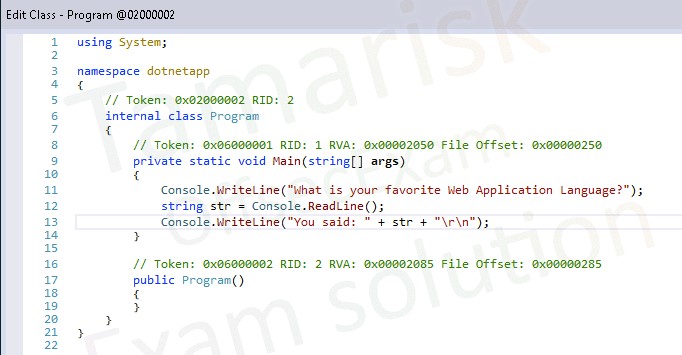 Edit Class - Program @02000002
1 using System;
2
3 namespace dotnetapp
4 {
5 // Token: 0x02000002 RID: 2
6 internal class Program
7 {
8 // Token: 0x06000001 RID: 1 RVA: 0x00002050 File Offset: 0x00000250
9 private static void Main(string[] args)
10 {
11 Console.WriteLine("What is your favorite Web Application Language?");
12 string str = Console.ReadLine();
13 Console.WriteLine("You said: " + str + "\r\n");
14 }
15
16 // Token: 0x06000002 RID: 2 RVA: 0x00002085 File Offset: 0x00000285
17 public Program()
18 {
19 }
20 }
21 }
22
Tamarisk
Exam solution